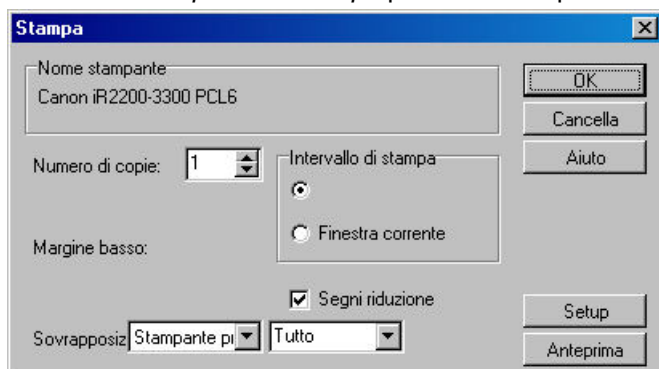 Stampa
Nome stampante
Canon iR2200-3300 PCL6
OK
Cancella
Aiuto
Numero di copie: 1
Intervallo di stampa
Finestra corrente
Margine basso:
Segni riduzione
Setup
Sovrapposiz Stampante pi Tutto
Anteprima